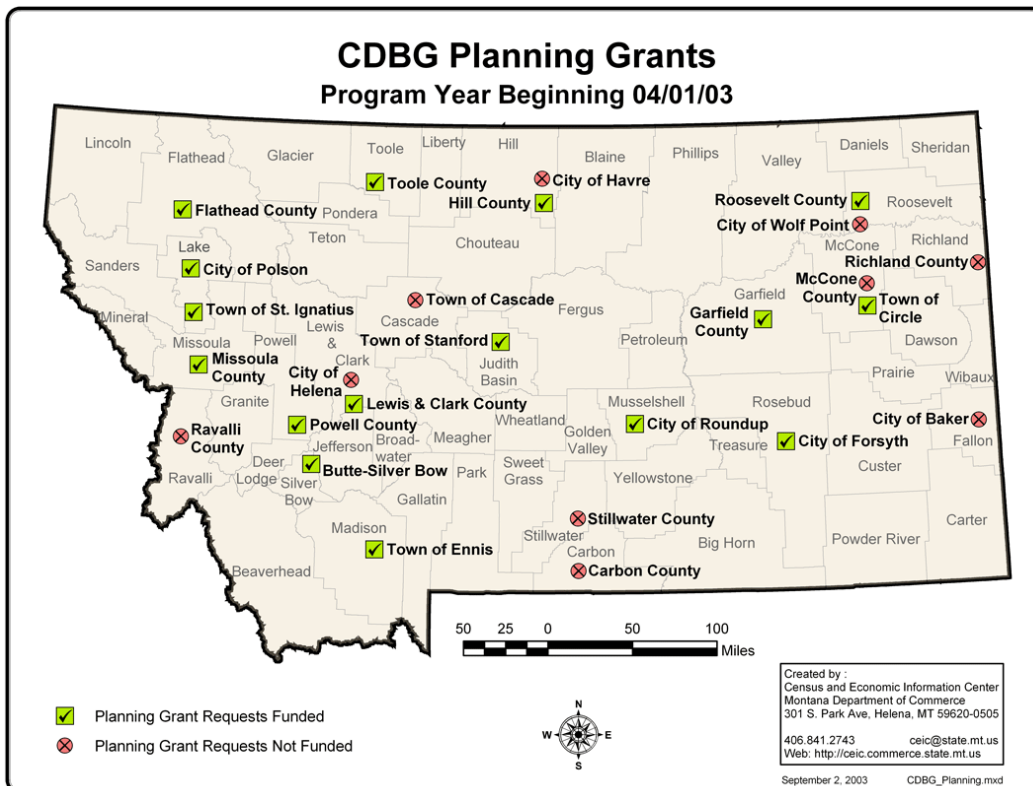 CDBG Planning Grants
Program Year Beginning 04/01/03
Lincoln
Flathead
Glacier
Toole
Liberty
Hill
Blaine
Phillips
Valley
Daniels
Sheridan
Toole County
City of Havre
Hill County
Roosevelt County
Roosevelt
Flathead County
Pondera
City of Wolf Point
Teton
Chouteau
McCone
Richland
Lake
Sanders
City of Polson
Richland County
McCone
County
Garfield
Town of Cascade
Town of
Circle
Mineral
Town of St. Ignatius
Cascade
Fergus
Garfield
County
Lewis
&
Clark
Missoula
Powell
Town of Stanford
Petroleum
Dawson
Missoula
County
Judith
Basin
City of
Helena
Prairie
Wibaux
Granite
Lewis & Clark County
Wheatland
Musselshell
Rosebud
Ravalli
County
Powell County
City of Roundup
City of Baker
Golden
Valley
Treasure
City of Forsyth
Fallon
Jefferson
Broad-
water
Meagher
Deer
Lodge
Butte-Silver Bow
Park
Sweet
Grass
Custer
Ravalli
Silver
Bow
Gallatin
Yellowstone
Stillwater County
Carter
Madison
Stillwater
Big Horn
Powder River
Town of Ennis
Carbon
Carbon County
Beaverhead
50 25 0 50 100
Miles
Planning Grant Requests Funded
Planning Grant Requests Not Funded
N
W E
S
Created by :
Census and Economic Information Center
Montana Department of Commerce
301 S. Park Ave, Helena, MT 59620-0505
406.841.2743 ceic@state.mt.us
Web: http://ceic.commerce.state.mt.us
September 2, 2003 CDBG_Planning.mxd